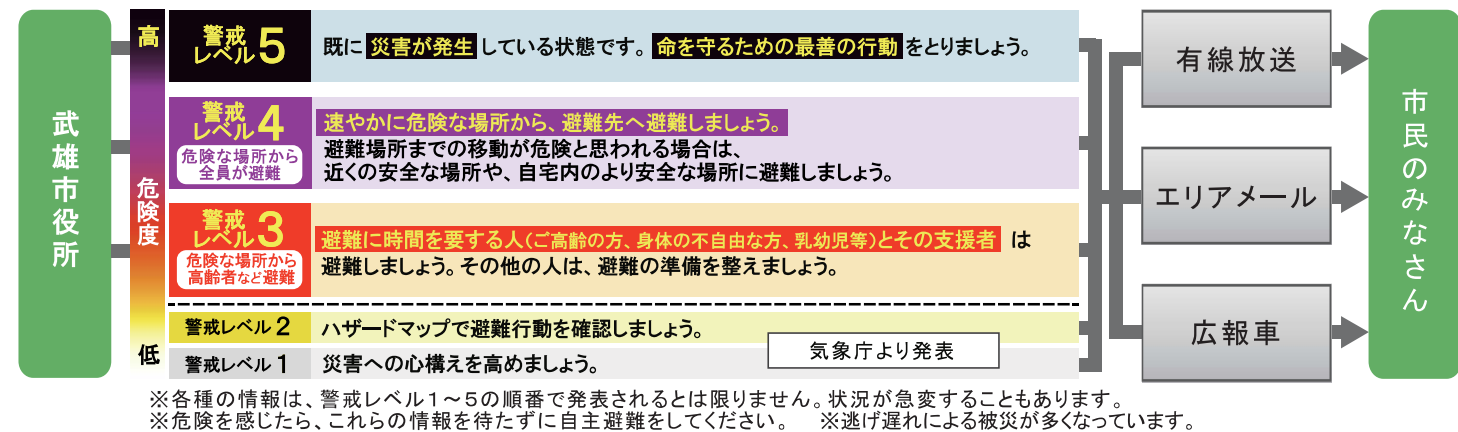 武雄市役所
高
危険度
低
警戒レベル5
既に災害が発生している状態です。命を守るための最善の行動をとりましょう。
警戒レベル4
危険な場所から
全員が避難
速やかに危険な場所から、避難先へ避難しましょう。
避難場所までの移動が危険と思われる場合は、
近くの安全な場所や、自宅内のより安全な場所に避難しましょう。
警戒レベル3
危険な場所から
高齢者など避難
避難に時間を要する人(ご高齢の方、身体の不自由な方、乳幼児等)とその支援者 は
避難しましょう。その他の人は、避難の準備を整えましょう。
警戒レベル2
ハザードマップで避難行動を確認しましょう。
警戒レベル1
災害への心構えを高めましょう。
気象庁より発表
有線放送
エリアメール
広報車
市民のみなさん
※各種の情報は、警戒レベル1~5の順番で発表されるとは限りません。状況が急変することもあります。
※危険を感じたら、これらの情報を待たずに自主避難をしてください。 ※逃げ遅れによる被災が多くなっています。